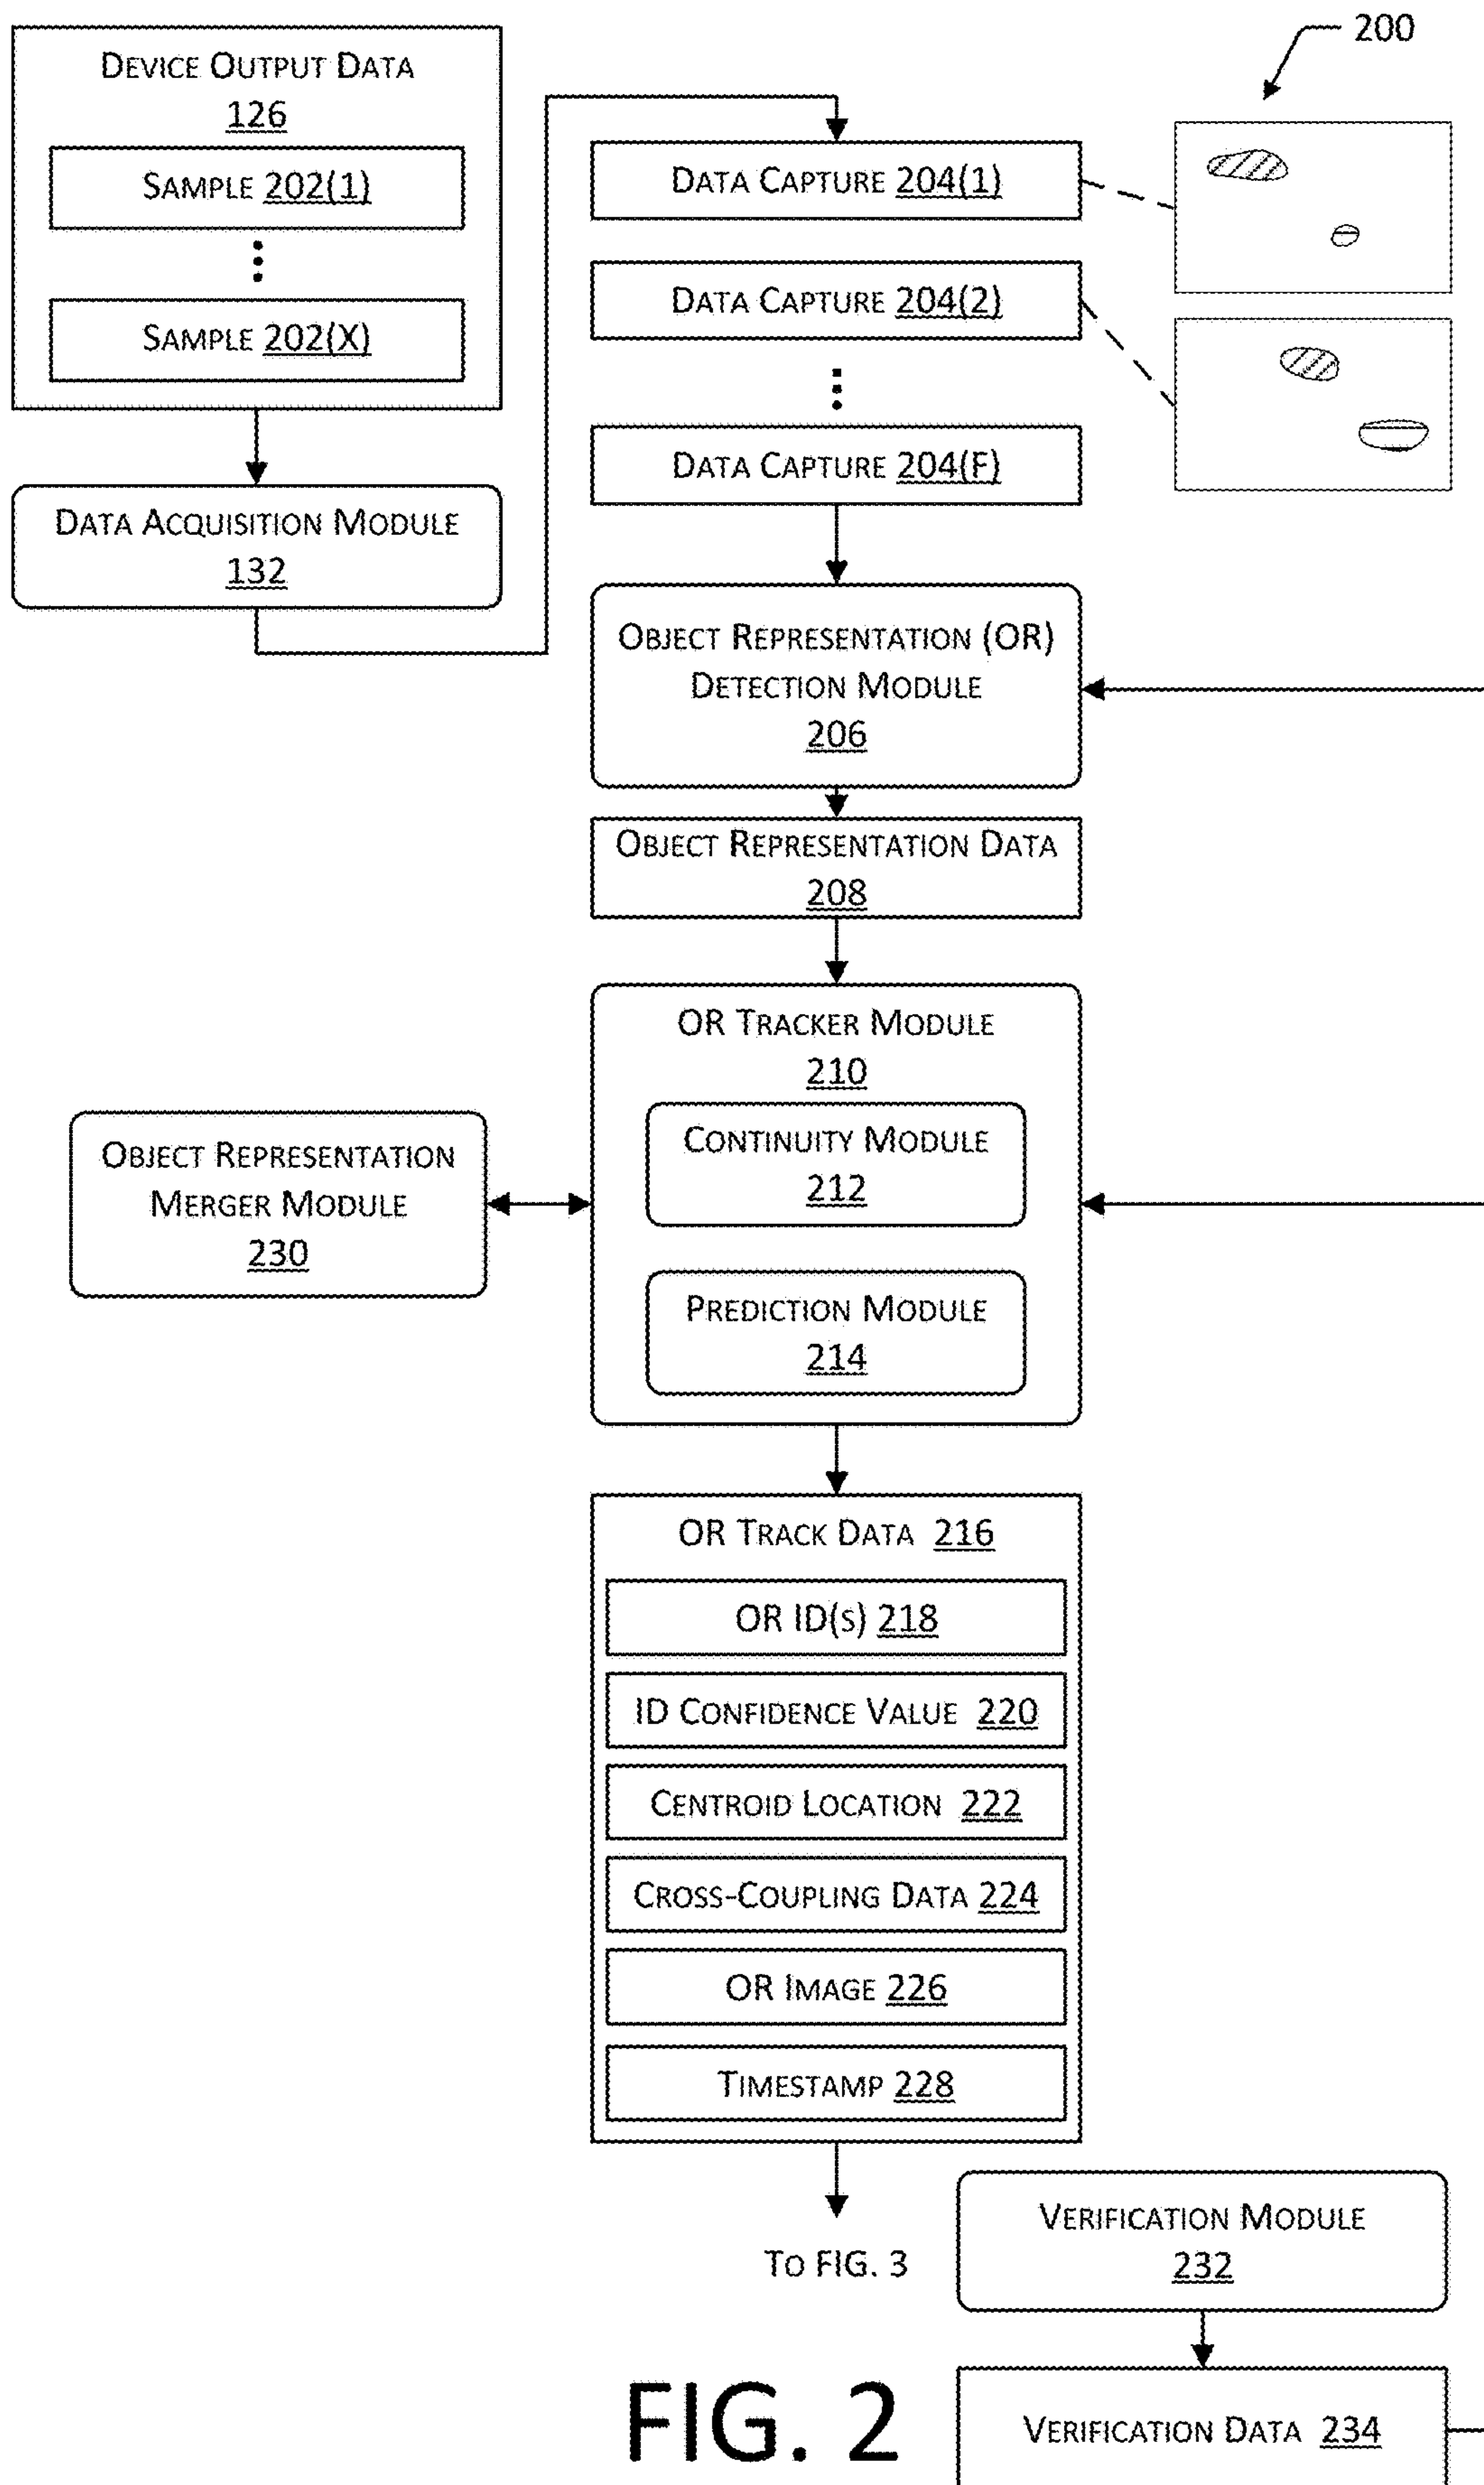 200
DEVICE OUTPUT DATA
126
SAMPLE 202(1)
SAMPLE 202(X)
DATA ACQUISITION MODULE
132
DATA CAPTURE 204(1)
DATA CAPTURE 204(2)
DATA CAPTURE 204(F)
OBJECT REPRESENTATION (OR)
DETECTION MODULE
206
OBJECT REPRESENTATION DATA
208
OR TRACKER MODULE
210
CONTINUITY MODULE
212
PREDICTION MODULE
214
OBJECT REPRESENTATION
MERGER MODULE
230
OR TRACK DATA 216
OR ID(S) 218
ID CONFIDENCE VALUE 220
CENTROID LOCATION 222
CROSS-COUPLING DATA 224
OR IMAGE 226
TIMESTAMP 228
TO FIG. 3
VERIFICATION MODULE
232
VERIFICATION DATA 234
FIG. 2